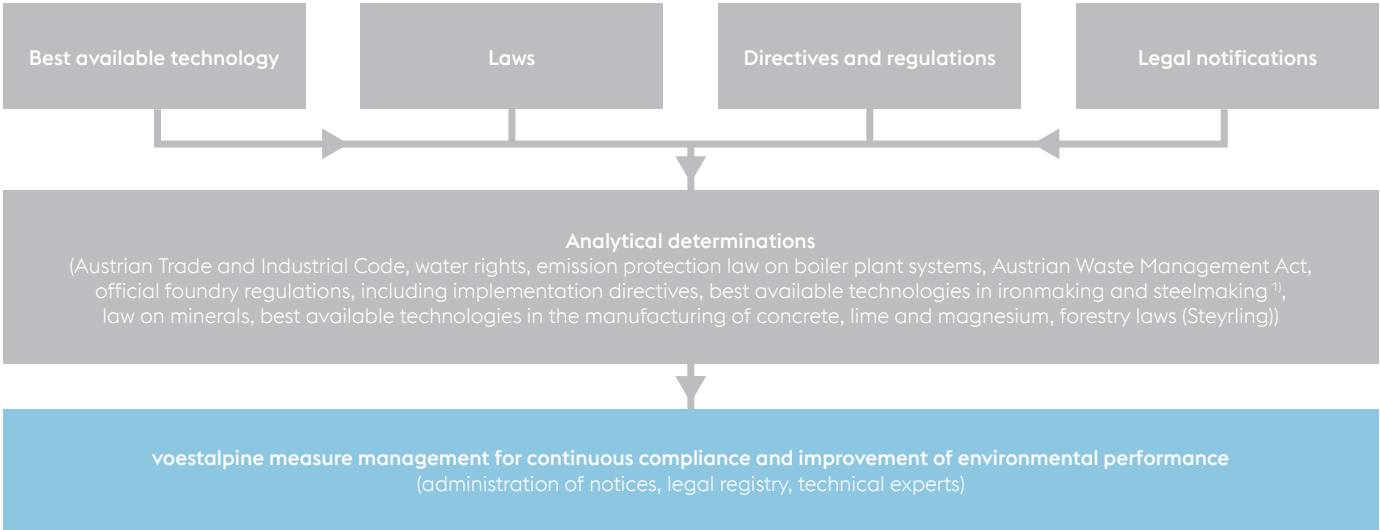 Best available technology
Laws
Directives and regulations
Legal notifications
Analytical determinations
(Austrian Trade and Industrial Code, water rights, emission protection law on boiler plant systems, Austrian Waste Management Act,
official foundry regulations, including implementation directives, best available technologies in ironmaking and steelmaking ¹⁾,
law on minerals, best available technologies in the manufacturing of concrete, lime and magnesium, forestry laws (Steyrling))
voestalpine measure management for continuous compliance and improvement of environmental performance
(administration of notices, legal registry, technical experts)